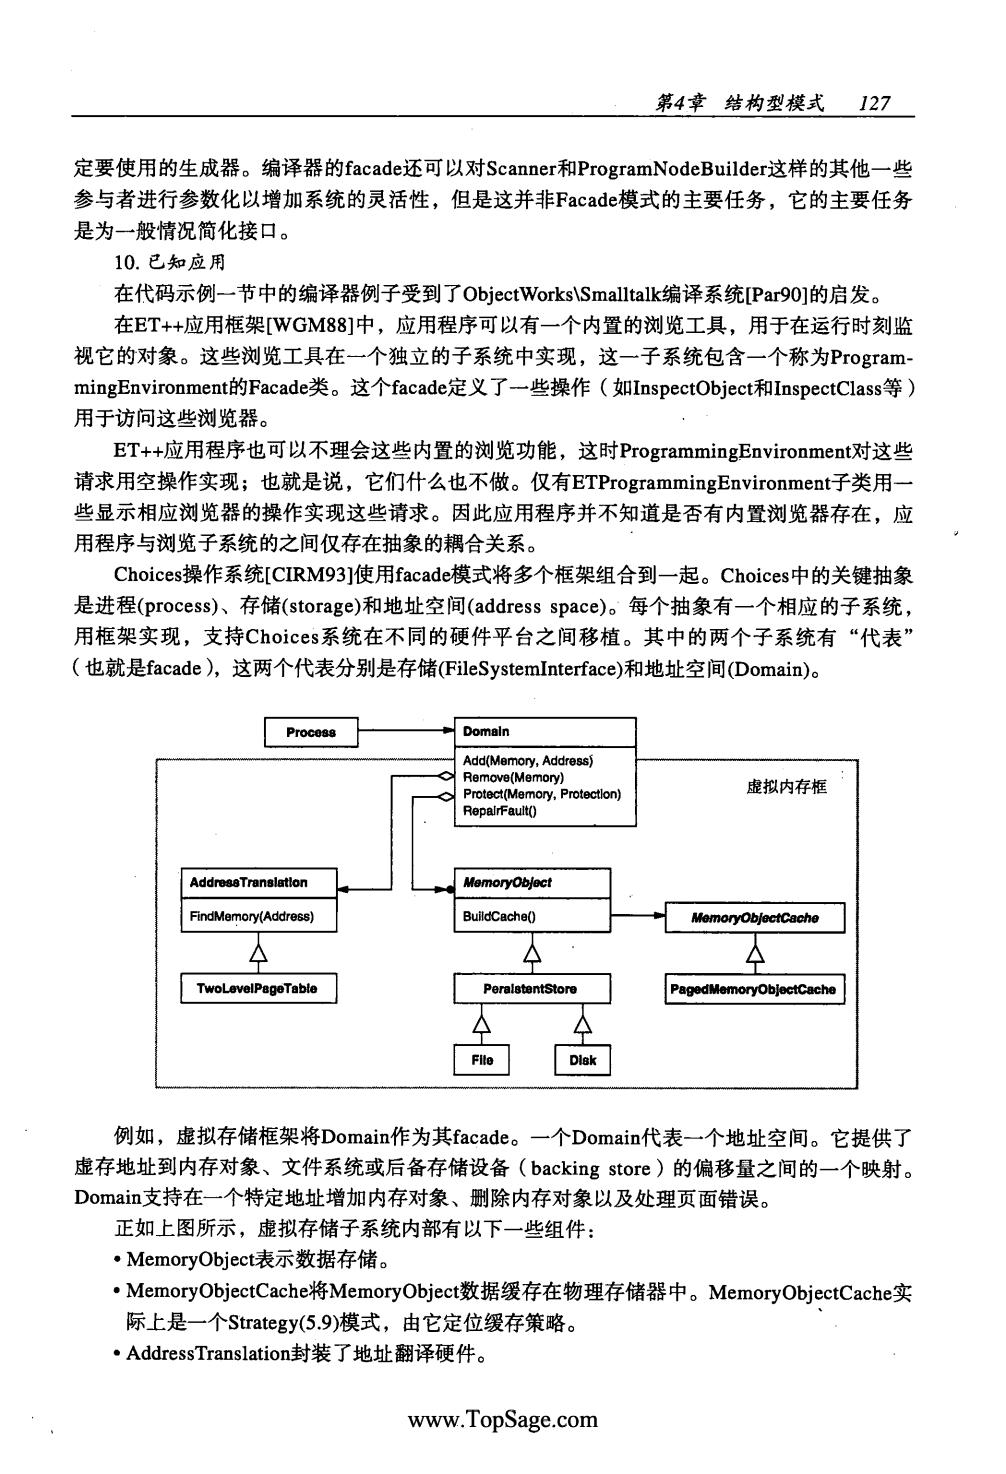 第4章 结构型模式 127
定要使用的生成器。编译器的facade还可以对Scanner和ProgramNodeBuilder这样的其他一些
参与者进行参数化以增加系统的灵活性，但是这并非Facade模式的主要任务，它的主要任务
是为一般情况简化接口。
10. 已知应用
在代码示例一节中的编译器例子受到了ObjectWorks\Smalltalk编译系统[Par90]的启发。
在ET++应用框架[WGM88]中，应用程序可以有一个内置的浏览工具，用于在运行时刻监
视它的对象。这些浏览工具在一个独立的子系统中实现，这一子系统包含一个称为Program-
mingEnvironment的Facade类。这个facade定义了一些操作（如InspectObject和InspectClass等）
用于访问这些浏览器。
ET++应用程序也可以不理会这些内置的浏览功能，这时ProgrammingEnvironment对这些
请求用空操作实现；也就是说，它们什么也不做。仅有ETProgrammingEnvironment子类用一
些显示相应浏览器的操作实现这些请求。因此应用程序并不知道是否有内置浏览器存在，应
用程序与浏览子系统的之间仅存在抽象的耦合关系。
Choices操作系统[CIRM93]使用facade模式将多个框架组合到一起。Choices中的关键抽象
是进程(process)、存储(storage)和地址空间(address space)。每个抽象有一个相应的子系统，
用框架实现，支持Choices系统在不同的硬件平台之间移植。其中的两个子系统有“代表”
（也就是facade），这两个代表分别是存储(FileSystemInterface)和地址空间(Domain)。
Process
Domain
Add(Memory, Address)
Remove(Memory)
Protect(Memory, Protection)
RepairFault()
虚拟内存框
AddressTranslation
FindMemory(Address)
MemoryObject
BuildCache()
MemoryObjectCache
TwoLevelPageTable
PersistentStore
PagedMemoryObjectCache
File
Disk
例如，虚拟存储框架将Domain作为其facade。一个Domain代表一个地址空间。它提供了
虚存地址到内存对象、文件系统或后备存储设备（backing store）的偏移量之间的一个映射。
Domain支持在一个特定地址增加内存对象、删除内存对象以及处理页面错误。
正如上图所示，虚拟存储子系统内部有以下一些组件：
• MemoryObject表示数据存储。
• MemoryObjectCache将MemoryObject数据缓存在物理存储器中。MemoryObjectCache实
际上是一个Strategy(5.9)模式，由它定位缓存策略。
• AddressTranslation封装了地址翻译硬件。
www.TopSage.com